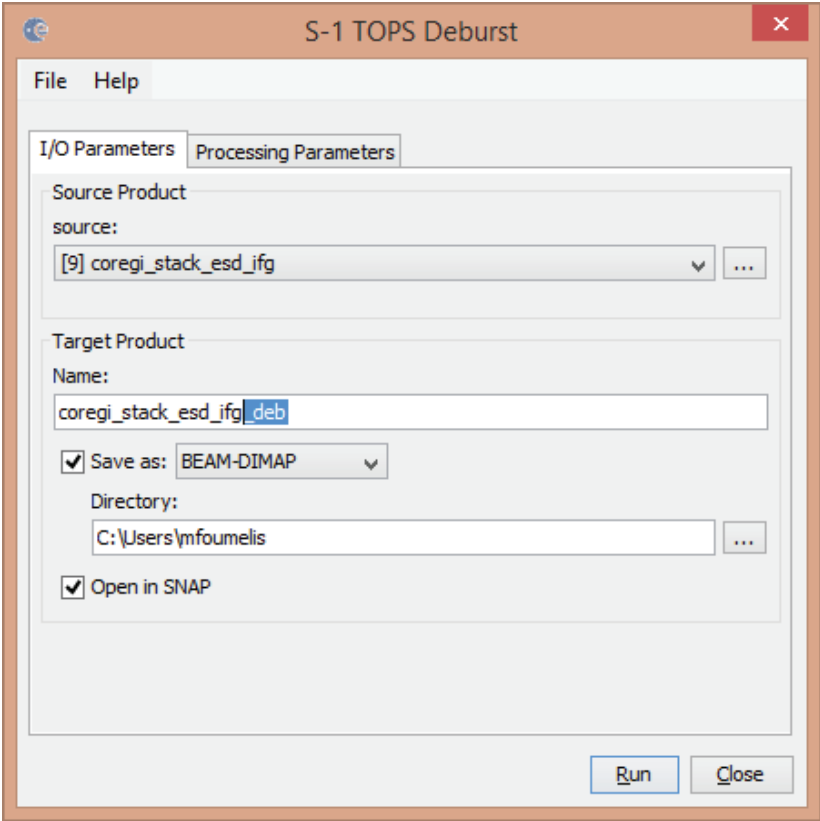 S-1 TOPS Deburst
File Help
I/O Parameters Processing Parameters
Source Product
source:
[9] coregi_stack_esd_ifg
...
Target Product
Name:
coregi_stack_esd_ifg_deb
Save as: BEAM-DIMAP
Directory:
C:\Users\mfoumelis
...
Open in SNAP
Run Close